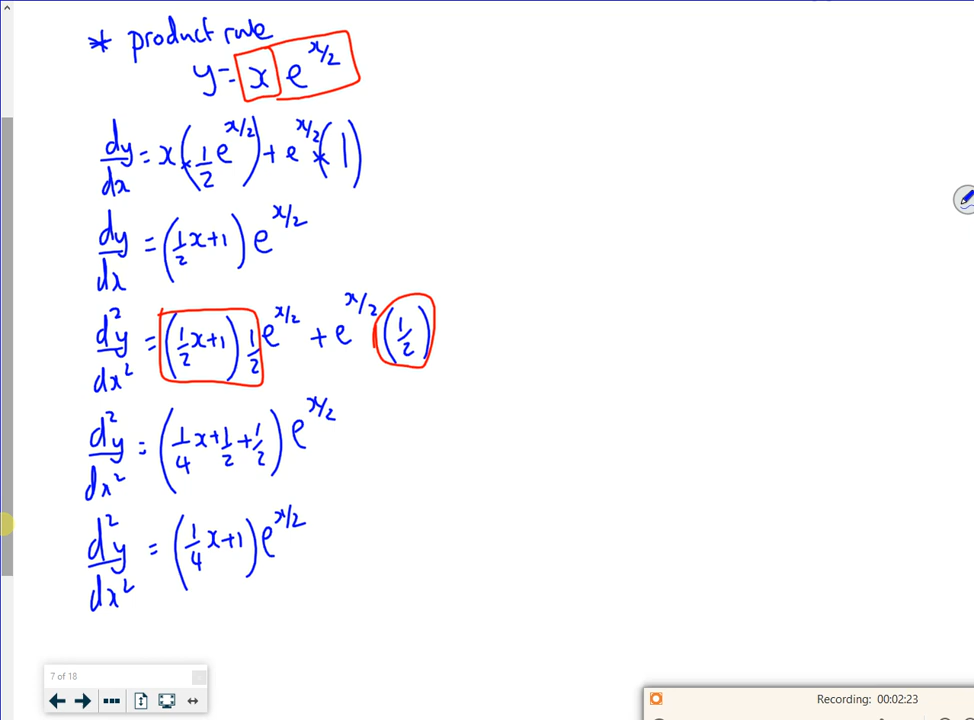 * product rule
y = x e^{x/2}
dy/dx = x(1/2 e^{x/2}) + e^{x/2} * (1)
dy/dx = (1/2 x+1) e^{x/2}
d²y/dx² = (1/2 x+1) 1/2 e^{x/2} + e^{x/2} (1/2)
d²y/dx² = (1/4 x + 1/2 + 1/2) e^{x/2}
d²y/dx² = (1/4 x+1) e^{x/2}
7 of 18
Recording: 00:02:23